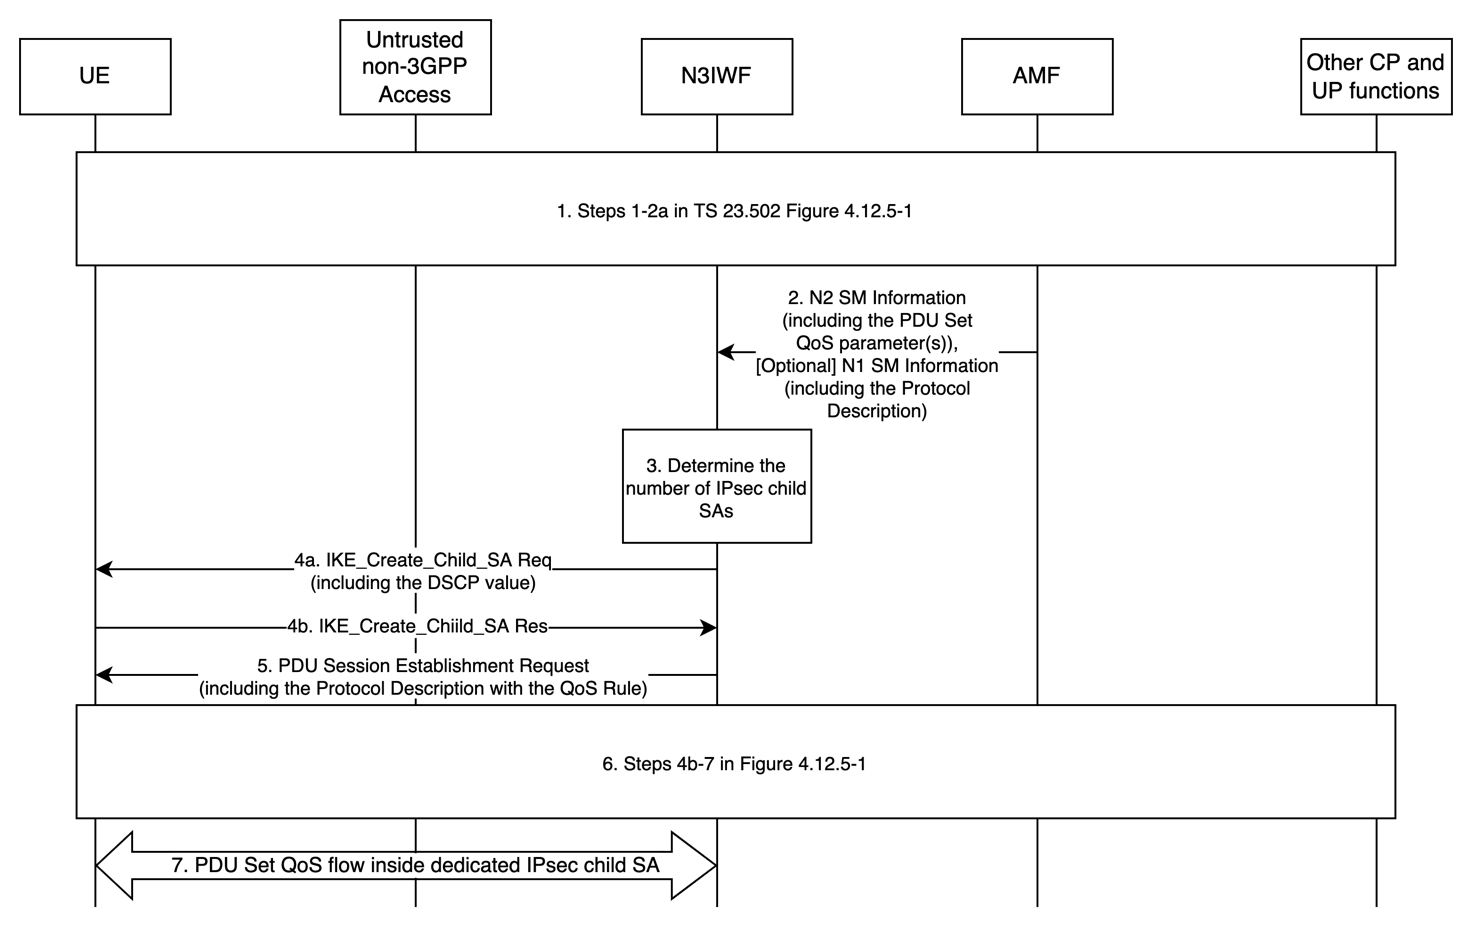 UE
Untrusted
non-3GPP
Access
N3IWF
AMF
Other CP and
UP functions
1. Steps 1-2a in TS 23.502 Figure 4.12.5-1
2. N2 SM Information
(including the PDU Set
QoS parameter(s)),
[Optional] N1 SM Information
(including the Protocol
Description)
3. Determine the
number of IPsec child
SAs
4a. IKE_Create_Child_SA Req
(including the DSCP value)
4b. IKE_Create_Chiild_SA Res
5. PDU Session Establishment Request
(including the Protocol Description with the QoS Rule)
6. Steps 4b-7 in Figure 4.12.5-1
7. PDU Set QoS flow inside dedicated IPsec child SA